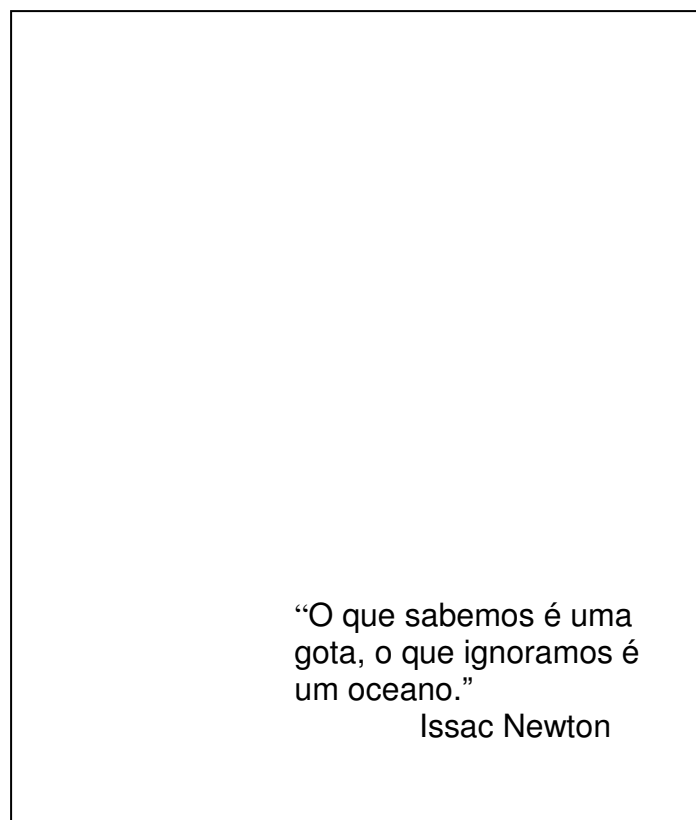 “O que sabemos é uma
gota, o que ignoramos é
um oceano.”
Issac Newton